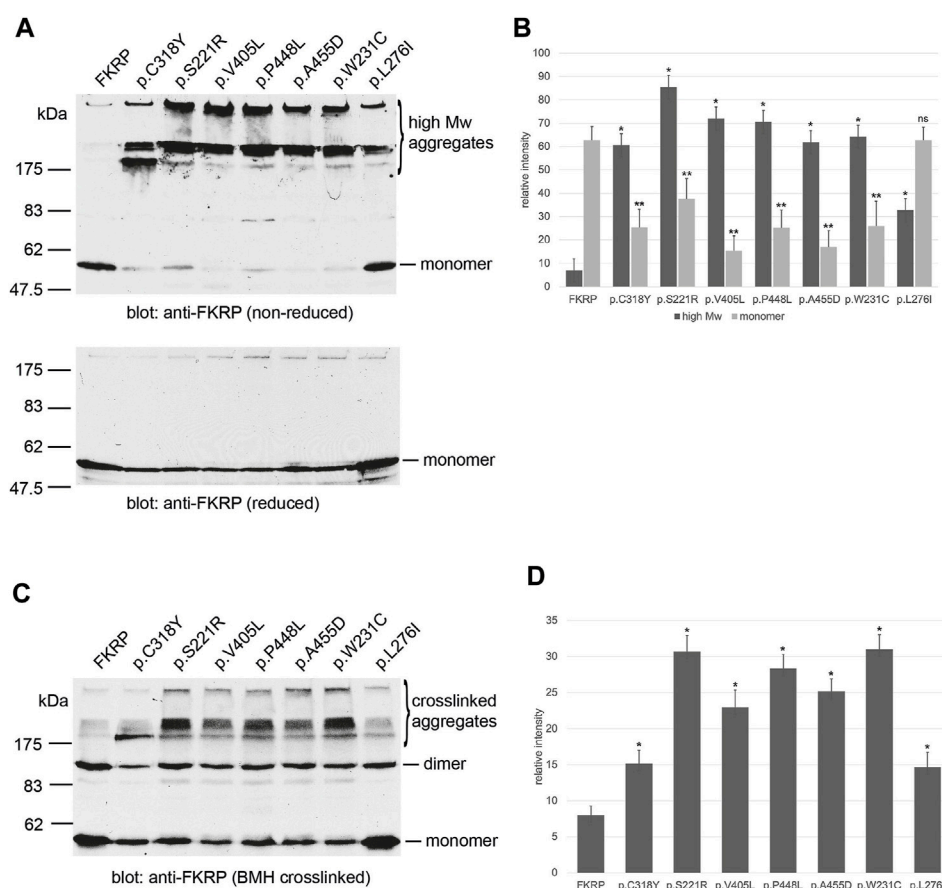 A
FKRP
p.C318Y
p.S221R
p.V405L
p.P448L
p.A455D
p.W231C
p.L276I
kDa
high Mw
aggregates
175
83
62
monomer
47.5
blot: anti-FKRP (non-reduced)
175
83
62
monomer
47.5
blot: anti-FKRP (reduced)
B
100
90
80
70
60
50
40
30
20
10
0
relative intensity
* * * * * * * ns
** ** ** ** ** **
FKRP p.C318Y p.S221R p.V405L p.P448L p.A455D p.W231C p.L276I
high Mw monomer
C
FKRP
p.C318Y
p.S221R
p.V405L
p.P448L
p.A455D
p.W231C
p.L276I
kDa
crosslinked
aggregates
175
dimer
83
62
monomer
blot: anti-FKRP (BMH crosslinked)
D
35
30
25
20
15
10
5
0
relative intensity
* * * * * * *
FKRP p.C318Y p.S221R p.V405L p.P448L p.A455D p.W231C p.L276I